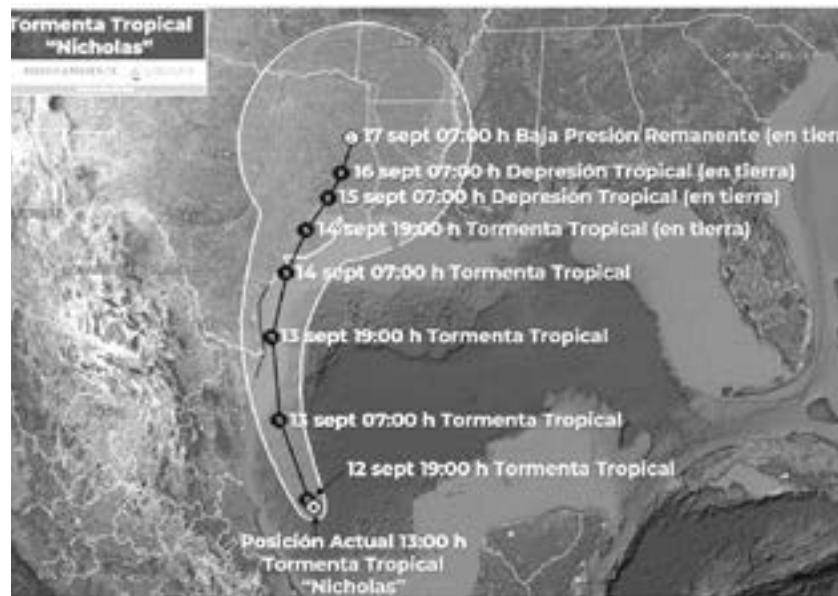 Tormenta Tropical
"Nicholas"
17 sept 07:00 h Baja Presión Remanente (en tierr
16 sept 07:00 h Depresión Tropical (en tierra)
15 sept 07:00 h Depresión Tropical (en tierra)
14 sept 19:00 h Tormenta Tropical (en tierra)
14 sept 07:00 h Tormenta Tropical
13 sept 19:00 h Tormenta Tropical
13 sept 07:00 h Tormenta Tropical
12 sept 19:00 h Tormenta Tropical
Posición Actual 13:00 h
Tormenta Tropical
"Nicholas"